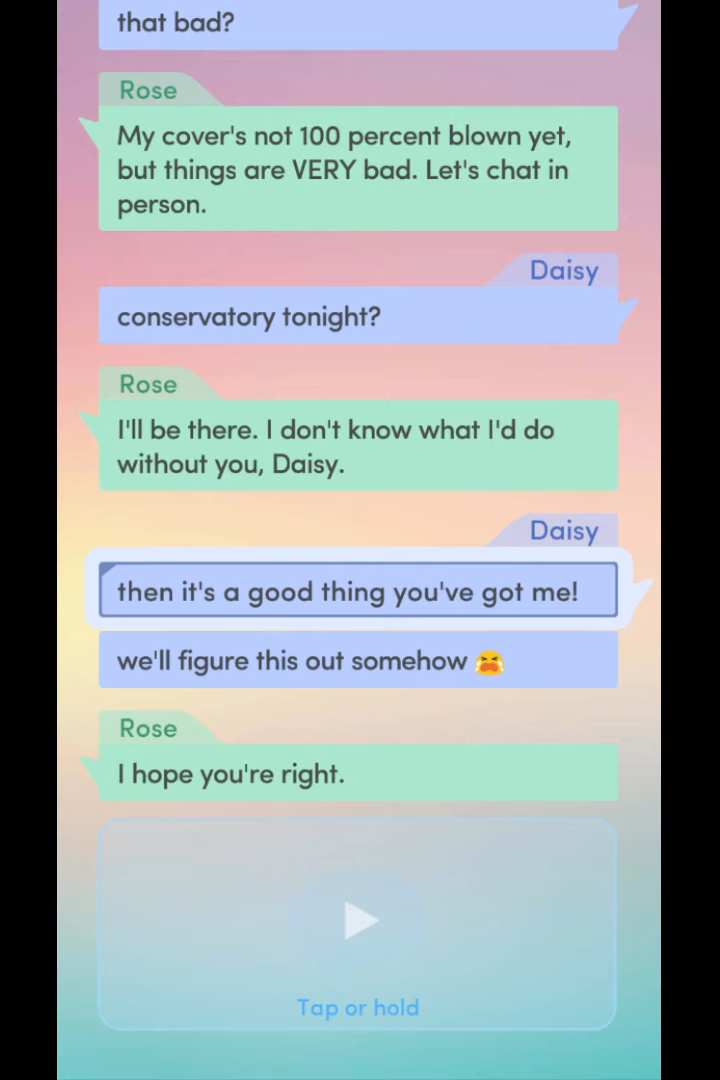 that bad?
Rose
My cover's not 100 percent blown yet,
but things are VERY bad. Let's chat in
person.
Daisy
conservatory tonight?
Rose
I'll be there. I don't know what I'd do
without you, Daisy.
Daisy
then it's a good thing you've got me!
we'll figure this out somehow 😭
Rose
I hope you're right.
Tap or hold